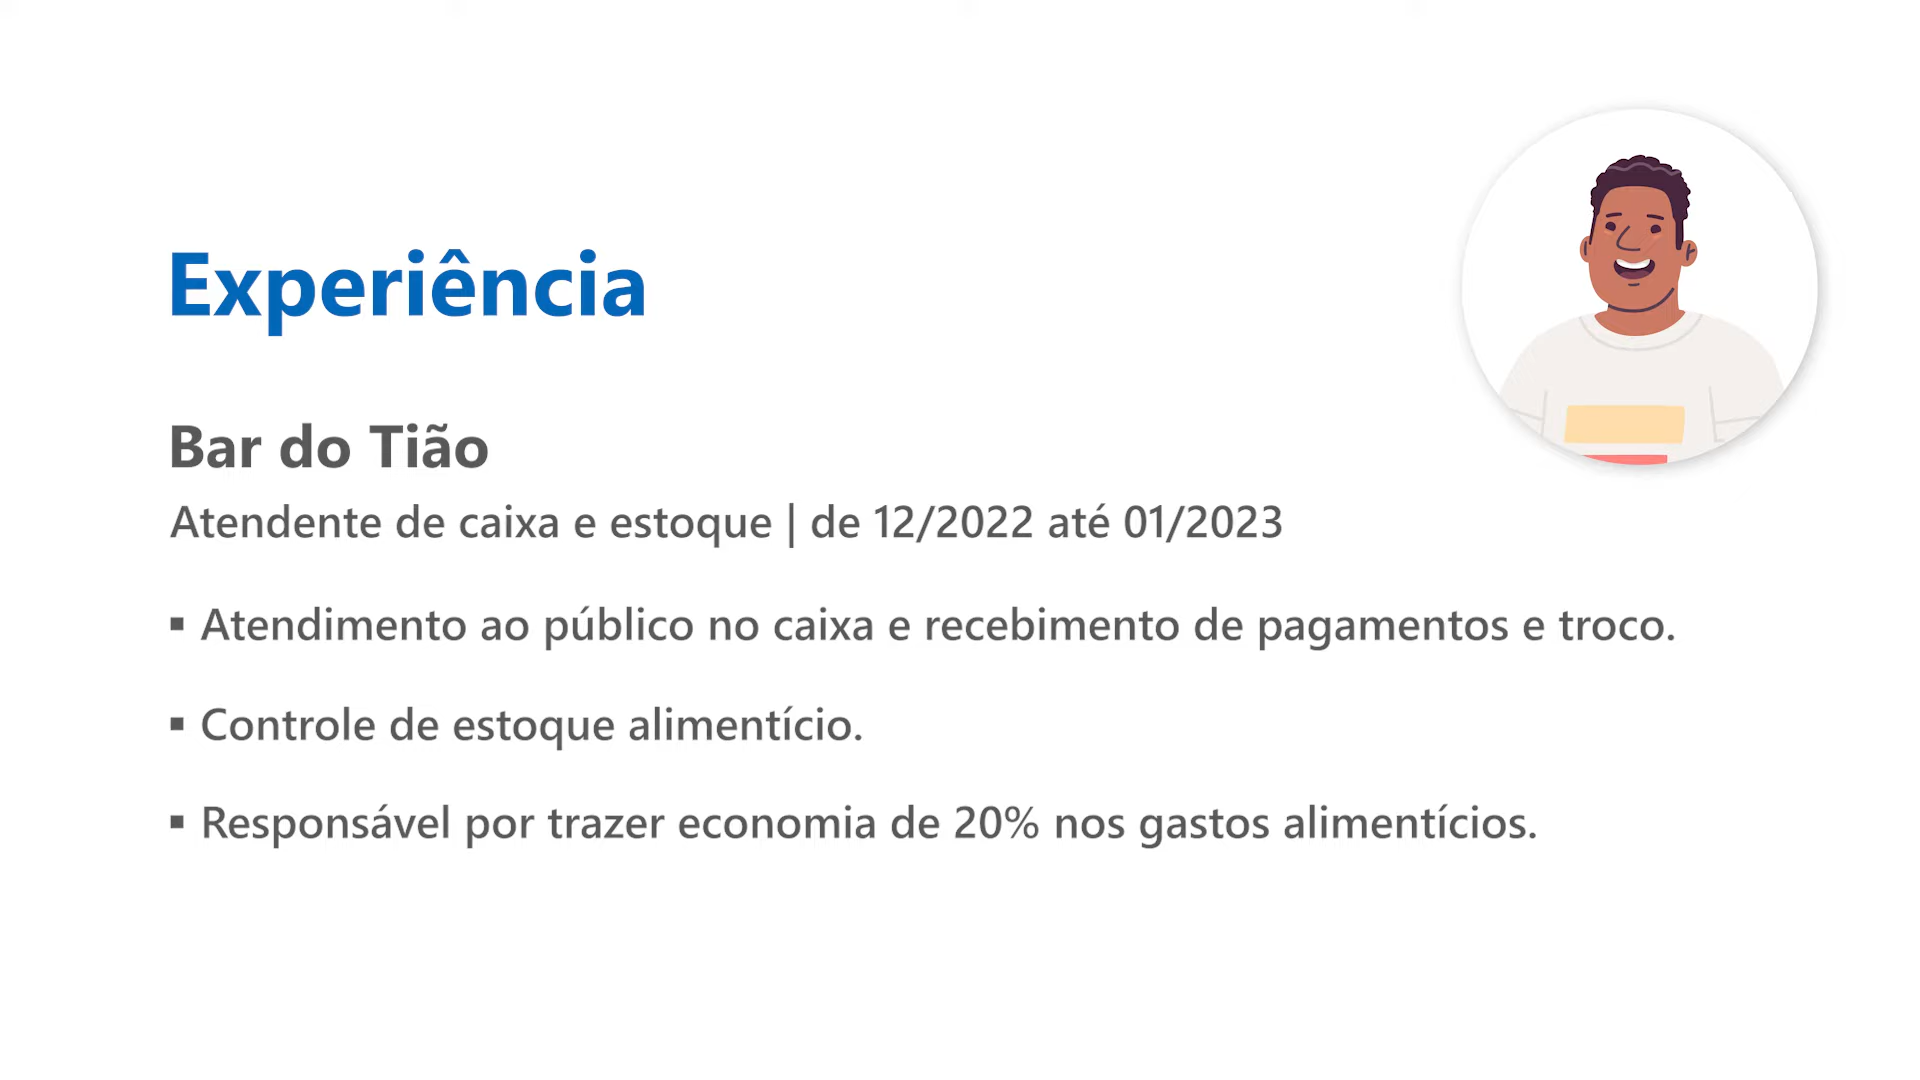 Experiência
Bar do Tião
Atendente de caixa e estoque | de 12/2022 até 01/2023
▪ Atendimento ao público no caixa e recebimento de pagamentos e troco.
▪ Controle de estoque alimentício.
▪ Responsável por trazer economia de 20% nos gastos alimentícios.